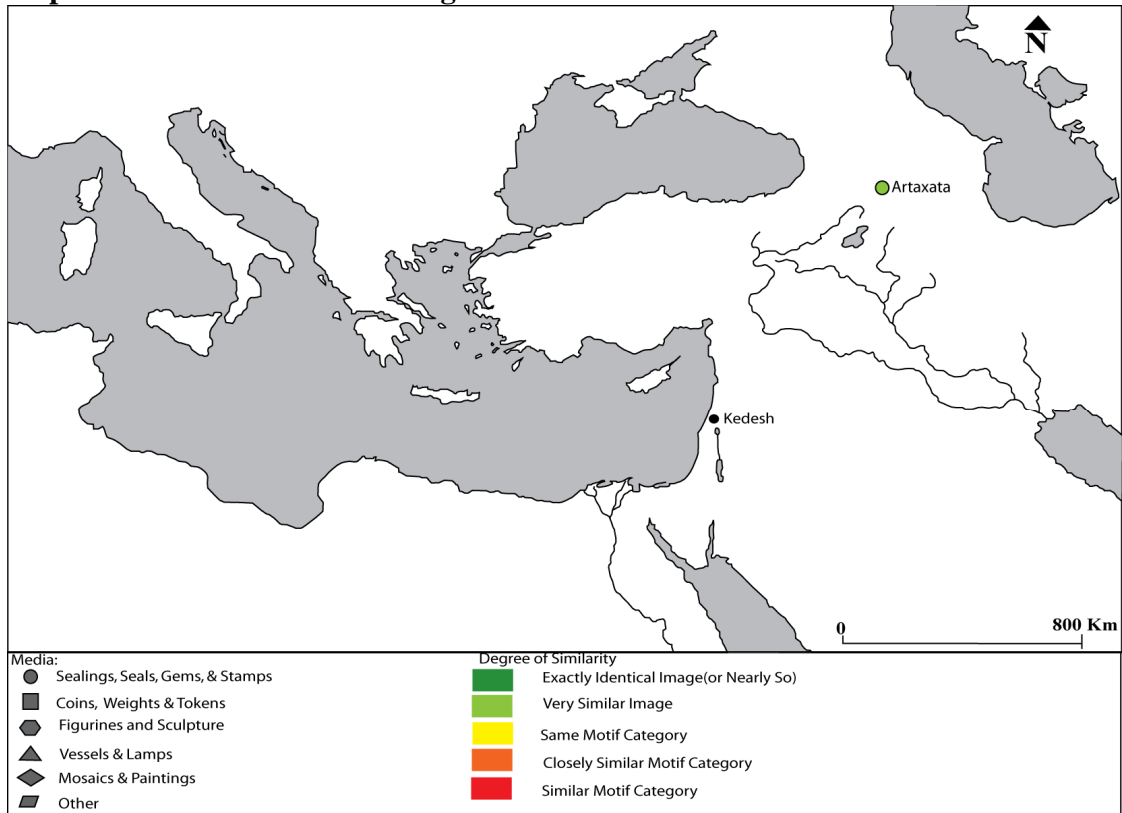 N
Artaxata
Kedesh
0 800 Km
Media:
Sealings, Seals, Gems, & Stamps
Coins, Weights & Tokens
Figurines and Sculpture
Vessels & Lamps
Mosaics & Paintings
Other
Degree of Similarity
Exactly Identical Image(or Nearly So)
Very Similar Image
Same Motif Category
Closely Similar Motif Category
Similar Motif Category